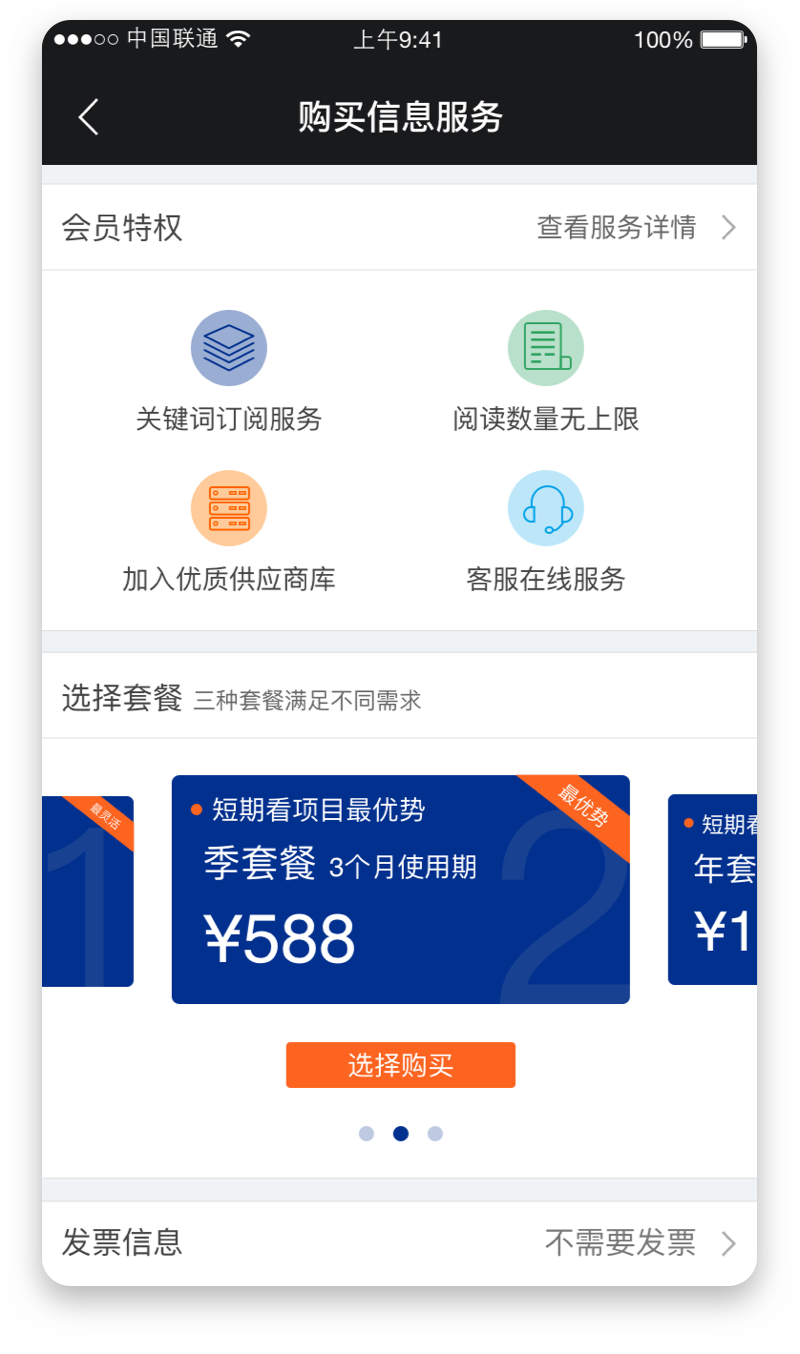 中国联通 上午9:41 100%
购买信息服务
会员特权 查看服务详情
关键词订阅服务 阅读数量无上限
加入优质供应商库 客服在线服务
选择套餐 三种套餐满足不同需求
最灵活
1
短期看项目最优势
最优势
季套餐 3个月使用期
¥588
2
短期看
年套
¥1
选择购买
发票信息 不需要发票